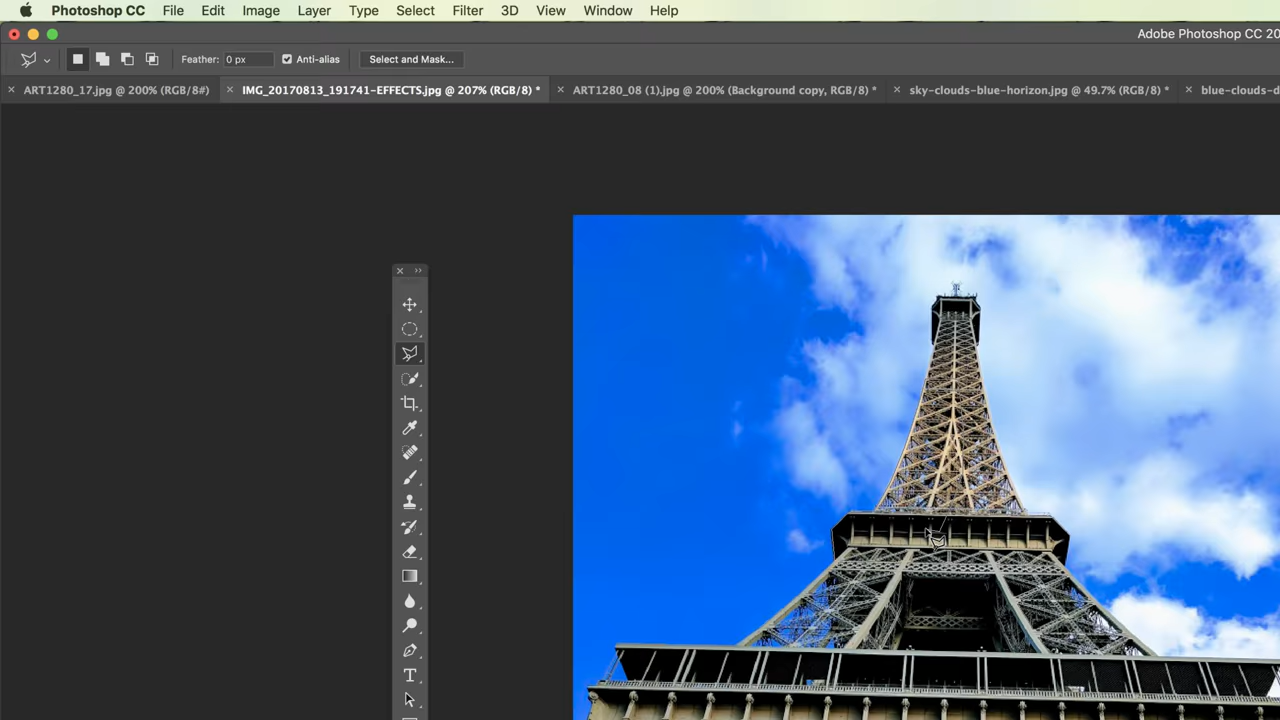 Photoshop CC File Edit Image Layer Type Select Filter 3D View Window Help
Adobe Photoshop CC 20
Feather: 0 px Anti-alias Select and Mask...
ART1280_17.jpg @ 200% (RGB/8#) IMG_20170813_191741-EFFECTS.jpg @ 207% (RGB/8) * ART1280_08 (1).jpg @ 200% (Background copy, RGB/8) * sky-clouds-blue-horizon.jpg @ 49.7% (RGB/8) * blue-clouds-d